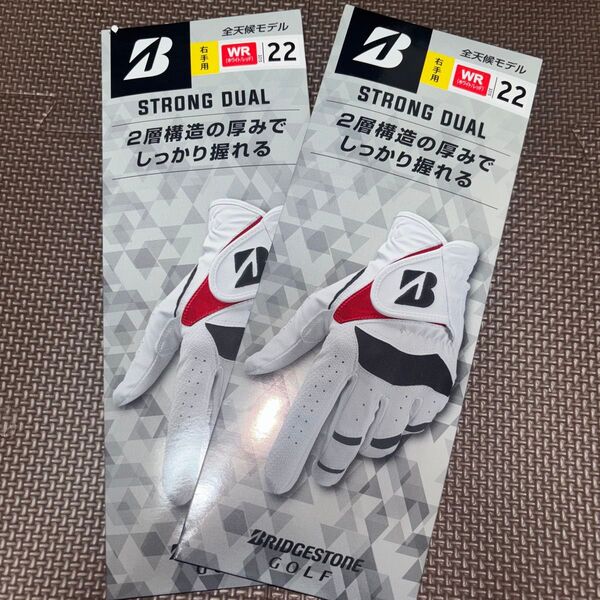 全天候モデル
右手用
WR
(ホワイト/レッド)
SIZE
22
STRONG DUAL
2層構造の厚みで
しっかり握れる
全天候モデル
右手用
WR
(ホワイト/レッド)
SIZE
22
STRONG DUAL
2層構造の厚みで
しっかり握れる
BRIDGESTONE
GOLF